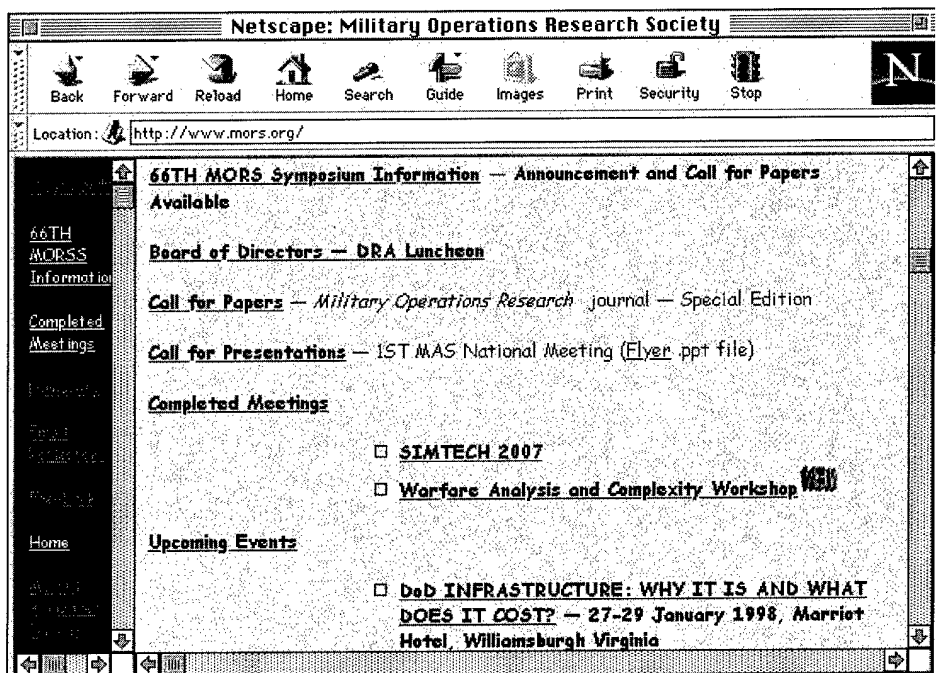 Netscape: Military Operations Research Society
Back Forward Reload Home Search Guide Images Print Security Stop
N
Location: http://www.mors.org/
66TH
MORSS
Information
Completed
Meetings
Home
66TH MORS Symposium Information — Announcement and Call for Papers
Available
Board of Directors — DRA Luncheon
Call for Papers — Military Operations Research journal — Special Edition
Call for Presentations — 1ST MAS National Meeting (Flyer .ppt file)
Completed Meetings
SIMTECH 2007
Warfare Analysis and Complexity Workshop
Upcoming Events
DoD INFRASTRUCTURE: WHY IT IS AND WHAT
DOES IT COST? — 27-29 January 1998, Marriot
Hotel, Williamsburgh Virginia